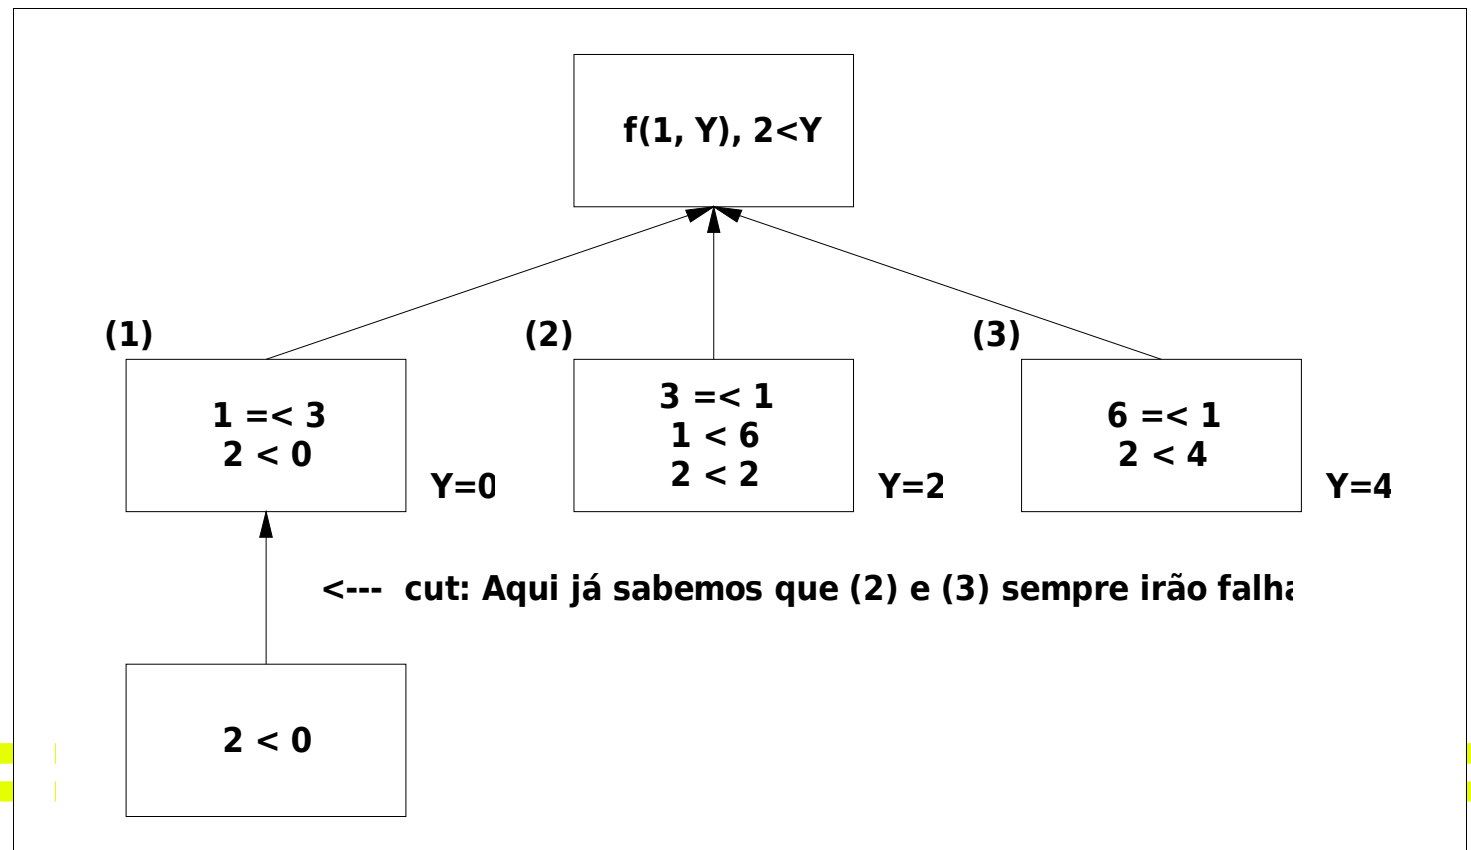 f(1, Y), 2<Y
(1)
(2)
(3)
1 =< 3
2 < 0
Y=0
3 =< 1
1 < 6
2 < 2
Y=2
6 =< 1
2 < 4
Y=4
<--- cut: Aqui já sabemos que (2) e (3) sempre irão falha
2 < 0